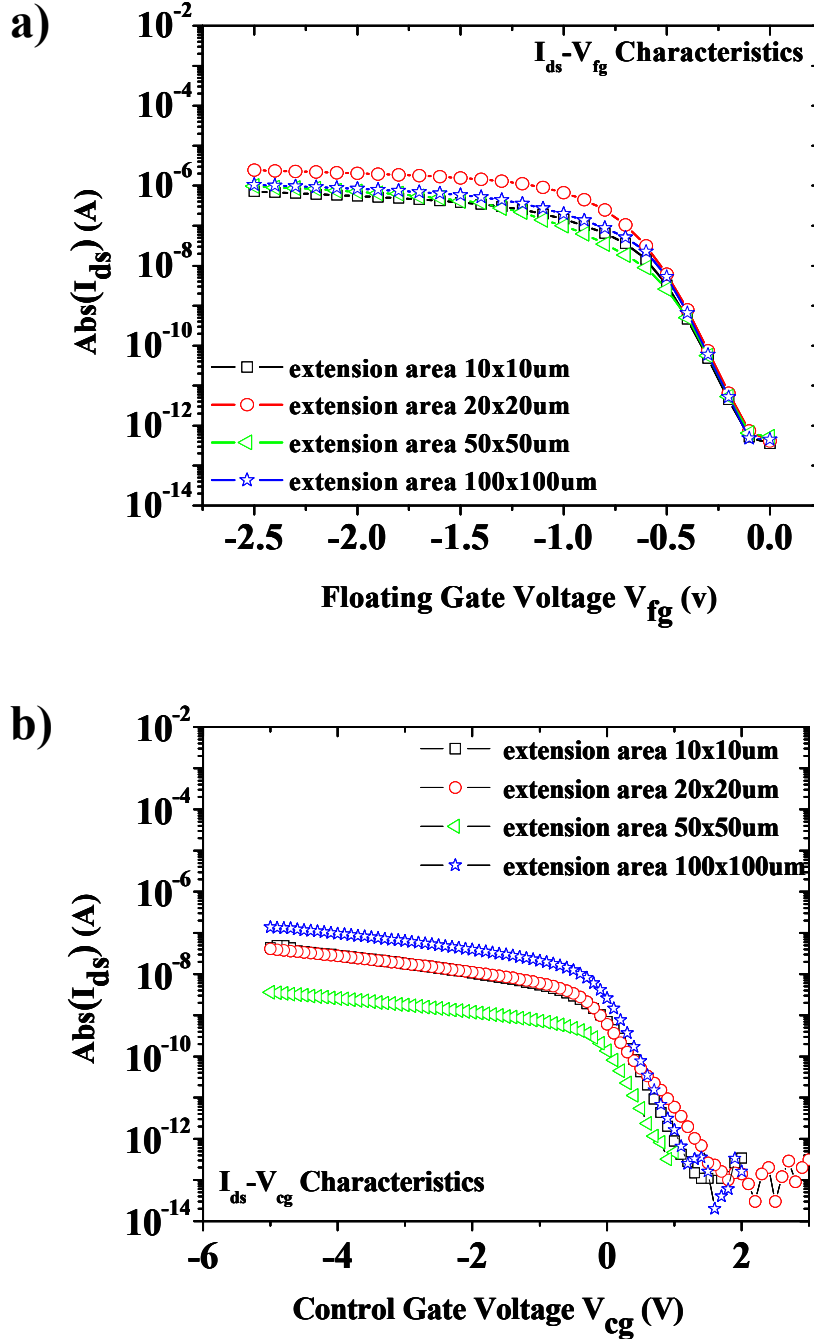 a)
I_ds-V_fg Characteristics
10^-2
10^-4
10^-6
10^-8
10^-10
10^-12
10^-14
Abs(I_ds) (A)
extension area 10x10um
extension area 20x20um
extension area 50x50um
extension area 100x100um
-2.5 -2.0 -1.5 -1.0 -0.5 0.0
Floating Gate Voltage V_fg (v)
b)
10^-2
10^-4
10^-6
10^-8
10^-10
10^-12
10^-14
Abs(I_ds) (A)
extension area 10x10um
extension area 20x20um
extension area 50x50um
extension area 100x100um
I_ds-V_cg Characteristics
-6 -4 -2 0 2
Control Gate Voltage V_cg (V)